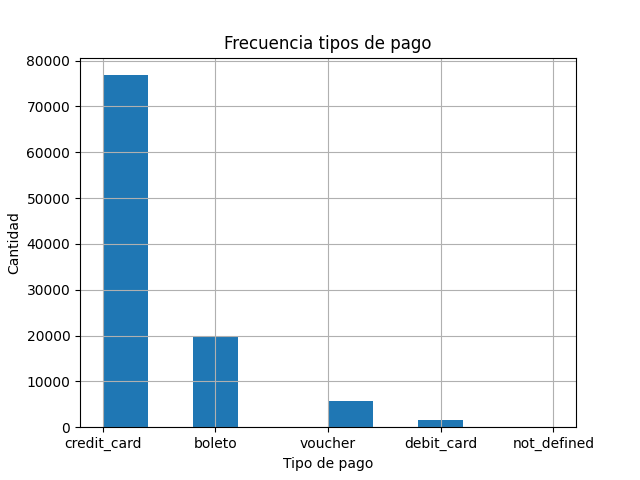 Frecuencia tipos de pago
80000
70000
60000
50000
40000
30000
20000
10000
0
Cantidad
credit_card boleto voucher debit_card not_defined
Tipo de pago